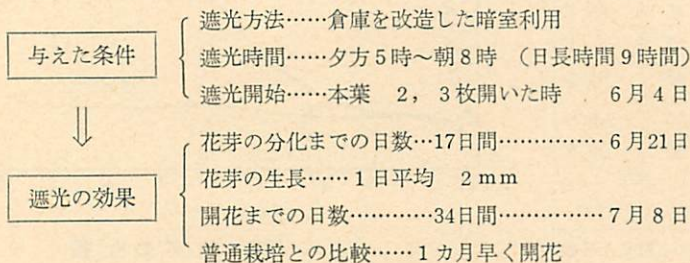 与えた条件
遮光方法……倉庫を改造した暗室利用
遮光時間……夕方5時～朝8時 (日長時間9時間)
遮光開始……本葉 2，3枚開いた時 6月4日
⇓
遮光の効果
花芽の分化までの日数…17日間……………6月21日
花芽の生長……1日平均 2mm
開花までの日数…………34日間……………7月8日
普通栽培との比較……1カ月早く開花